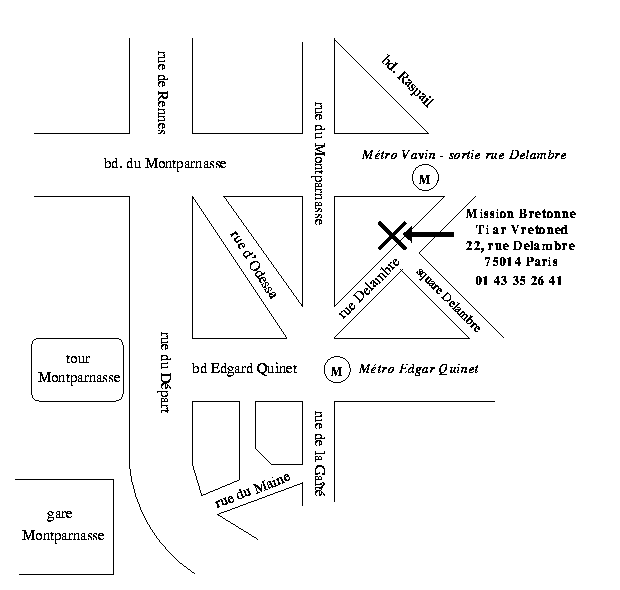 rue de Rennes
bd. Raspail
rue du Montparnasse
bd. du Montparnasse
Métro Vavin - sortie rue Delambre
M
Mission Bretonne
Ti ar Vretoned
22, rue Delambre
75014 Paris
01 43 35 26 41
rue d'Odessa
rue Delambre
square Delambre
tour
Montparnasse
rue du Départ
bd Edgard Quinet
M
Métro Edgar Quinet
rue de la Gaîté
rue du Maine
gare
Montparnasse